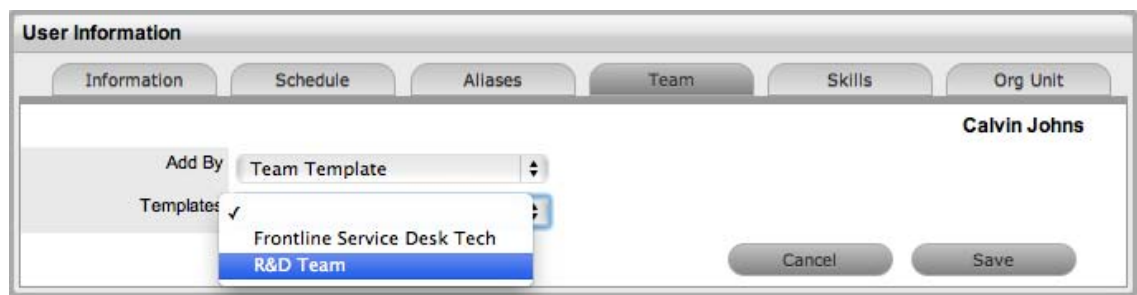 User Information
Information Schedule Aliases Team Skills Org Unit
Calvin Johns
Add By Team Template
Templates ✓
Frontline Service Desk Tech
R&D Team
Cancel Save